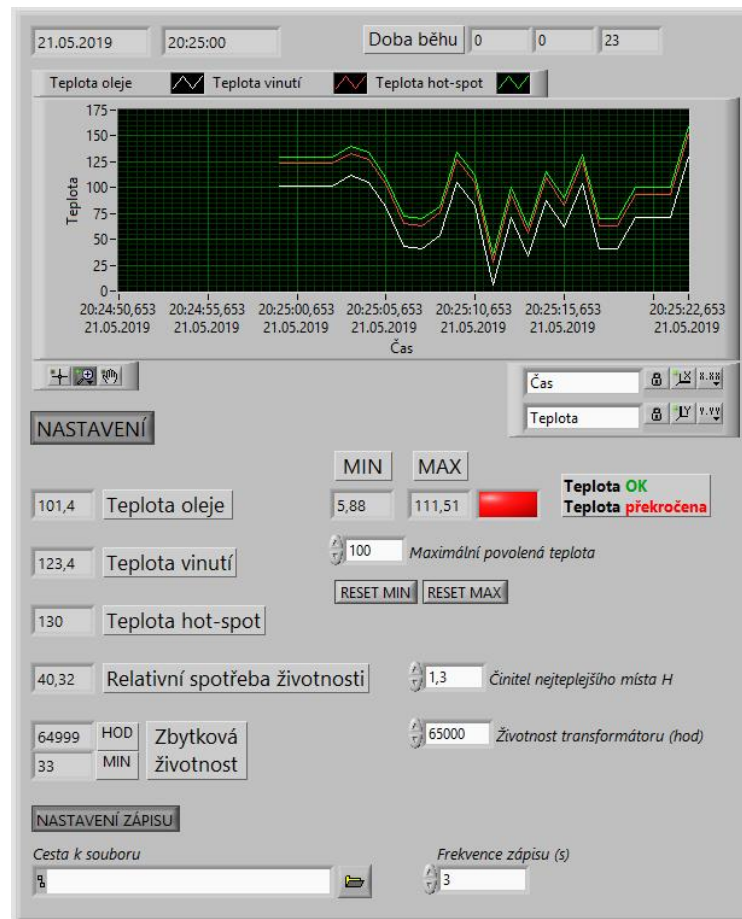 21.05.2019 20:25:00 Doba běhu 0 0 23
Teplota oleje Teplota vinutí Teplota hot-spot
175
150
125
100
75
50
25
0
Teplota
20:24:50,653 20:24:55,653 20:25:00,653 20:25:05,653 20:25:10,653 20:25:15,653 20:25:22,653
21.05.2019 21.05.2019 21.05.2019 21.05.2019 21.05.2019 21.05.2019 21.05.2019
Čas
Čas X X.XX
Teplota Y Y.YY
NASTAVENÍ
MIN MAX
101,4 Teplota oleje 5,88 111,51 Teplota OK
Teplota překročena
123,4 Teplota vinutí 100 Maximální povolená teplota
RESET MIN RESET MAX
130 Teplota hot-spot
40,32 Relativní spotřeba životnosti 1,3 Činitel nejteplejšího místa H
64999 HOD Zbytková 65000 Životnost transformátoru (hod)
33 MIN životnost
NASTAVENÍ ZÁPISU
Cesta k souboru Frekvence zápisu (s)
3